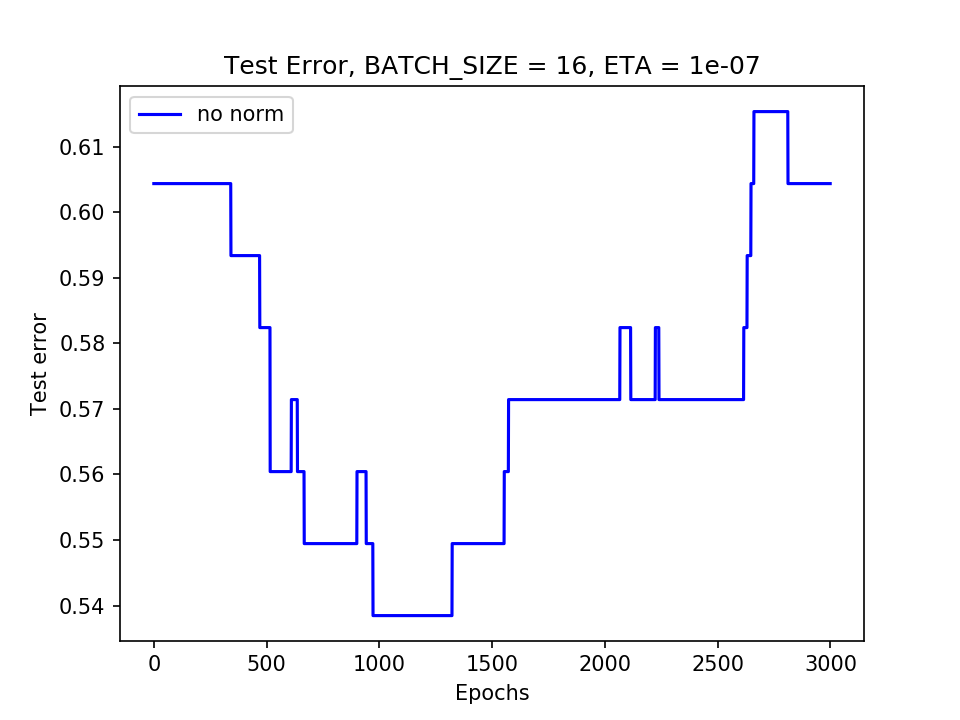 Test Error, BATCH_SIZE = 16, ETA = 1e-07
no norm
0.61
0.60
0.59
0.58
0.57
0.56
0.55
0.54
Test error
0 500 1000 1500 2000 2500 3000
Epochs